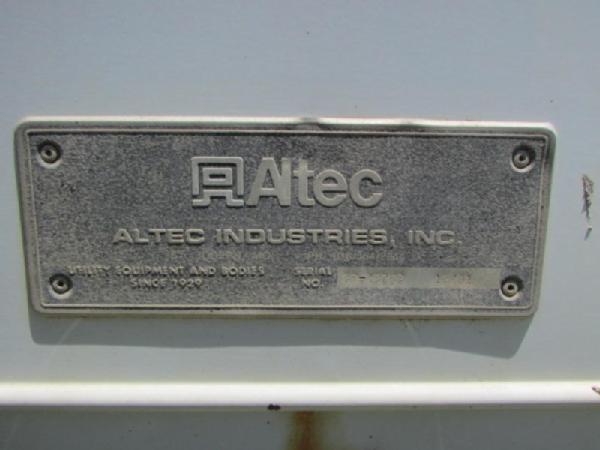 Altec
ALTEC INDUSTRIES, INC.
UTILITY EQUIPMENT AND BODIES
SINCE 1929
SERIAL
NO.